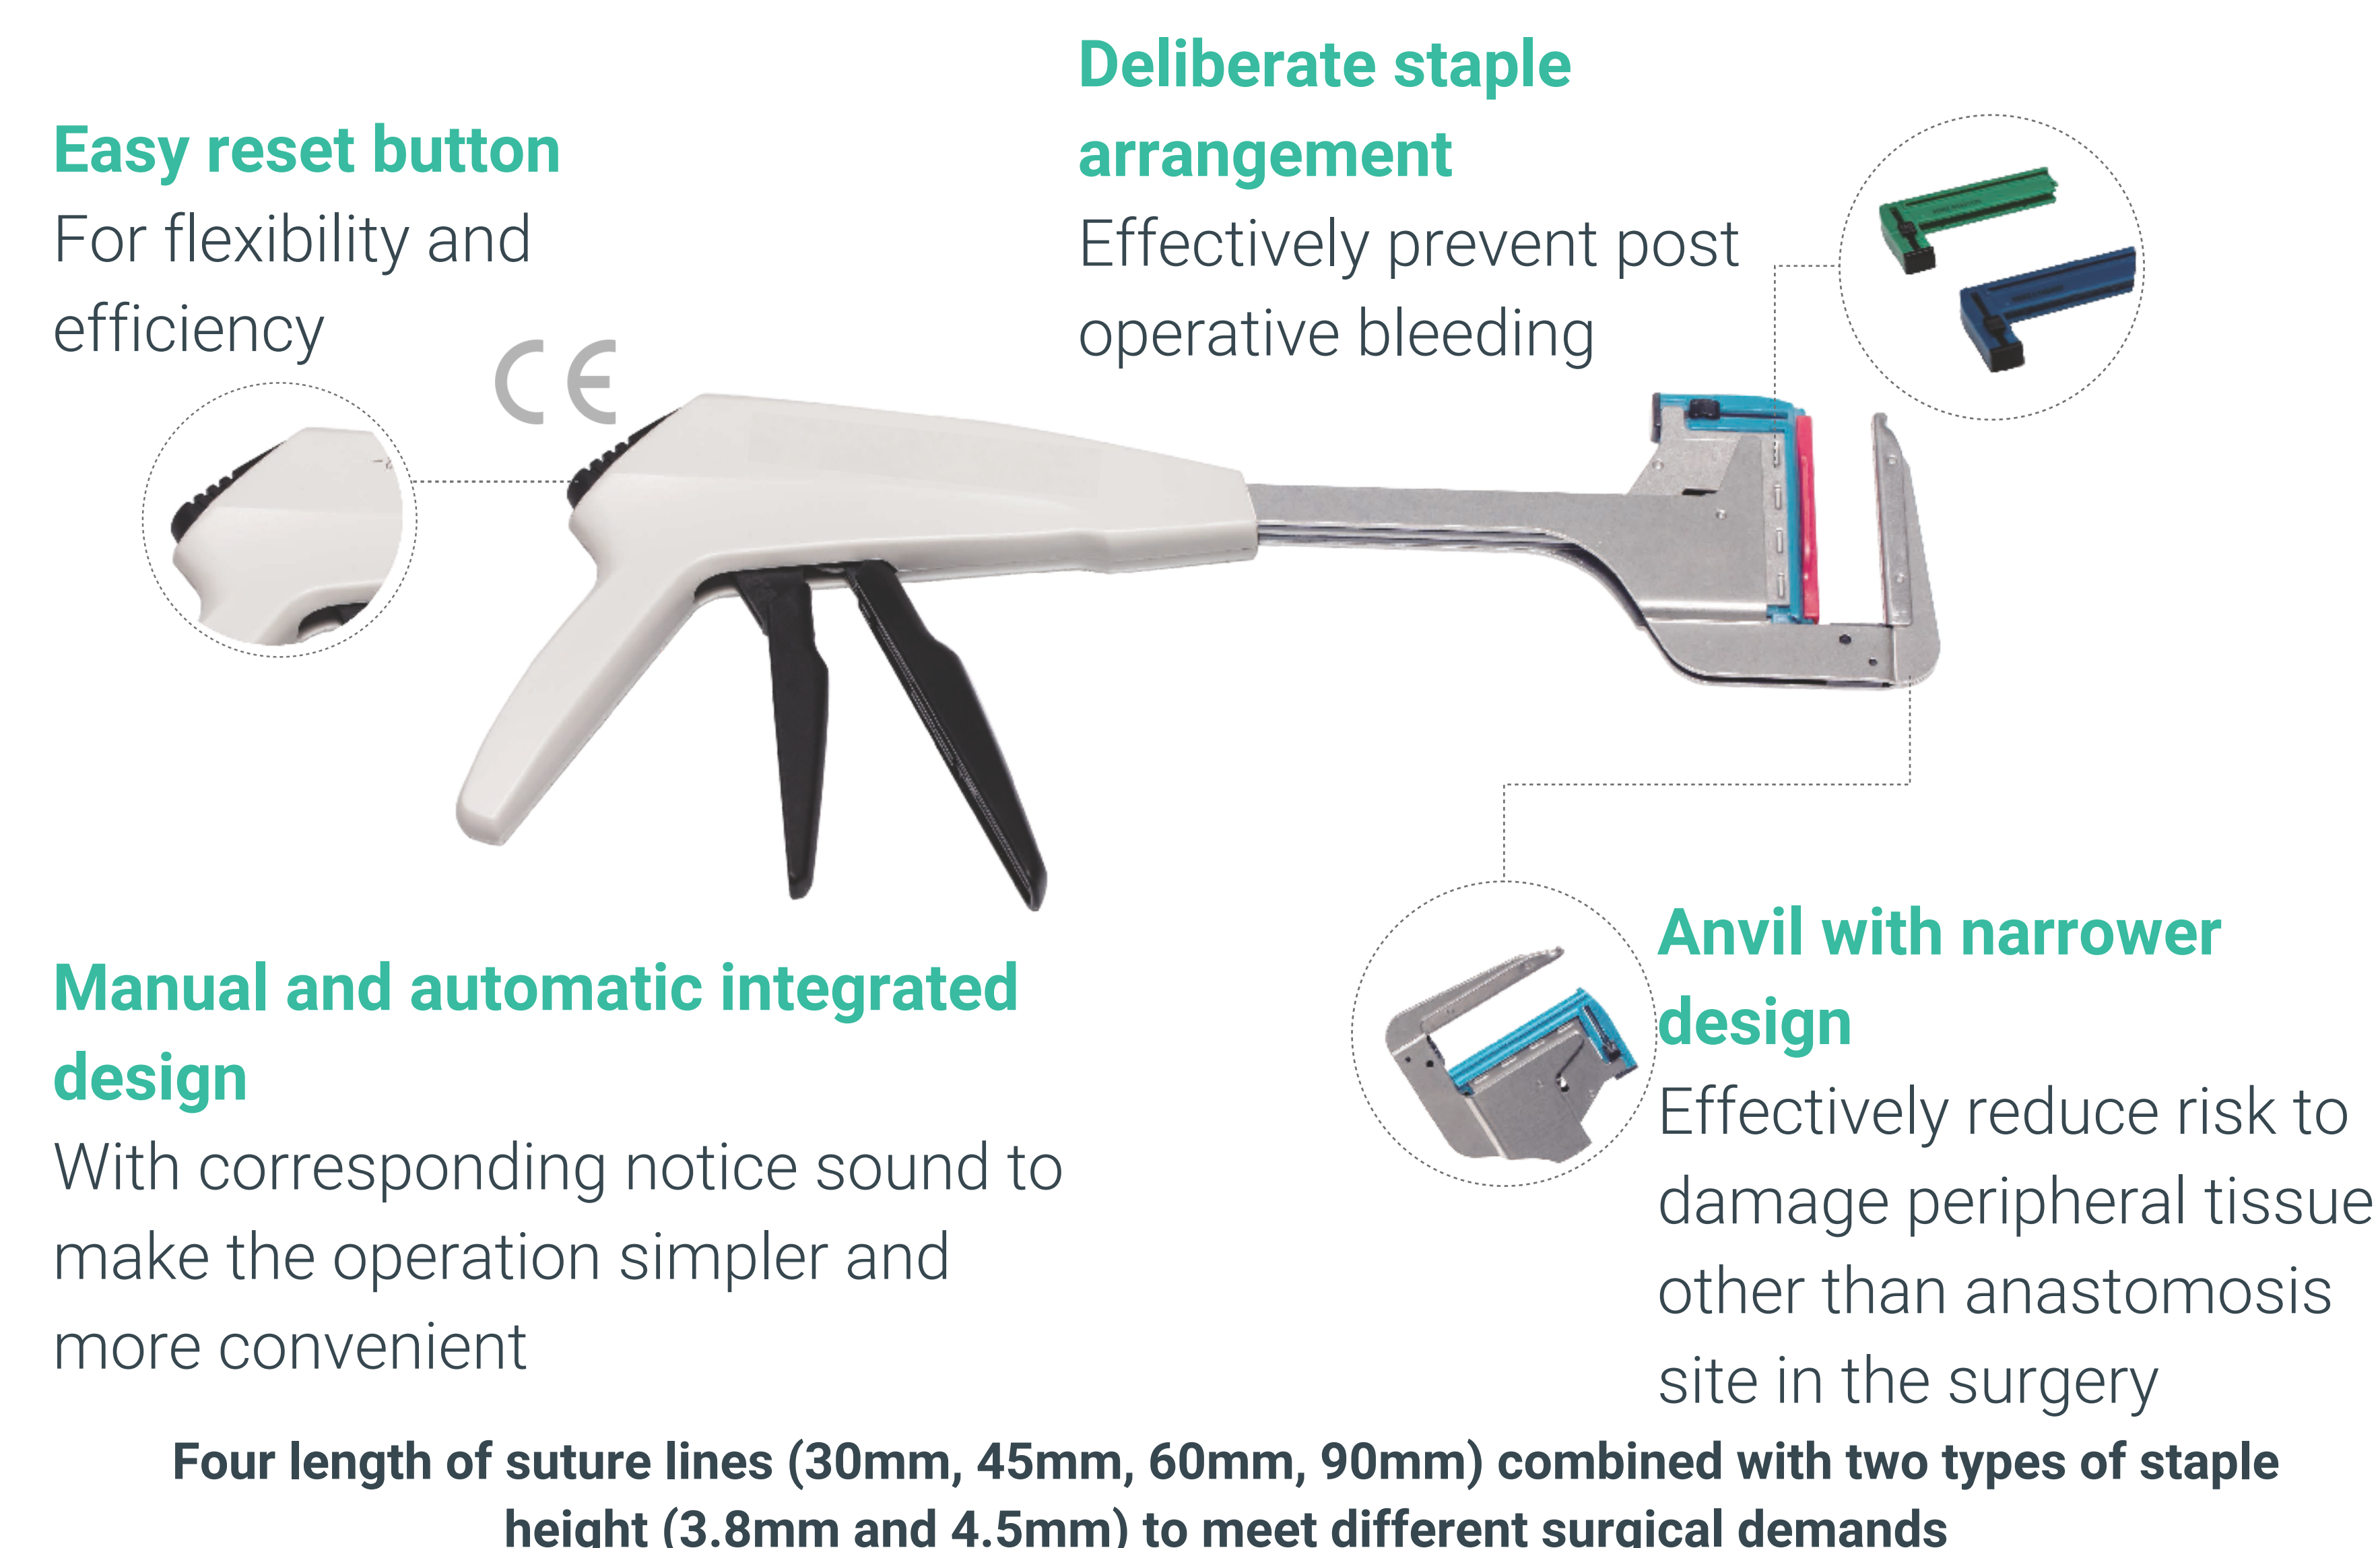 Easy reset button
For flexibility and
efficiency
CE
Deliberate staple
arrangement
Effectively prevent post
operative bleeding
Manual and automatic integrated
design
With corresponding notice sound to
make the operation simpler and
more convenient
Anvil with narrower
design
Effectively reduce risk to
damage peripheral tissue
other than anastomosis
site in the surgery
Four length of suture lines (30mm, 45mm, 60mm, 90mm) combined with two types of staple
height (3.8mm and 4.5mm) to meet different surgical demands